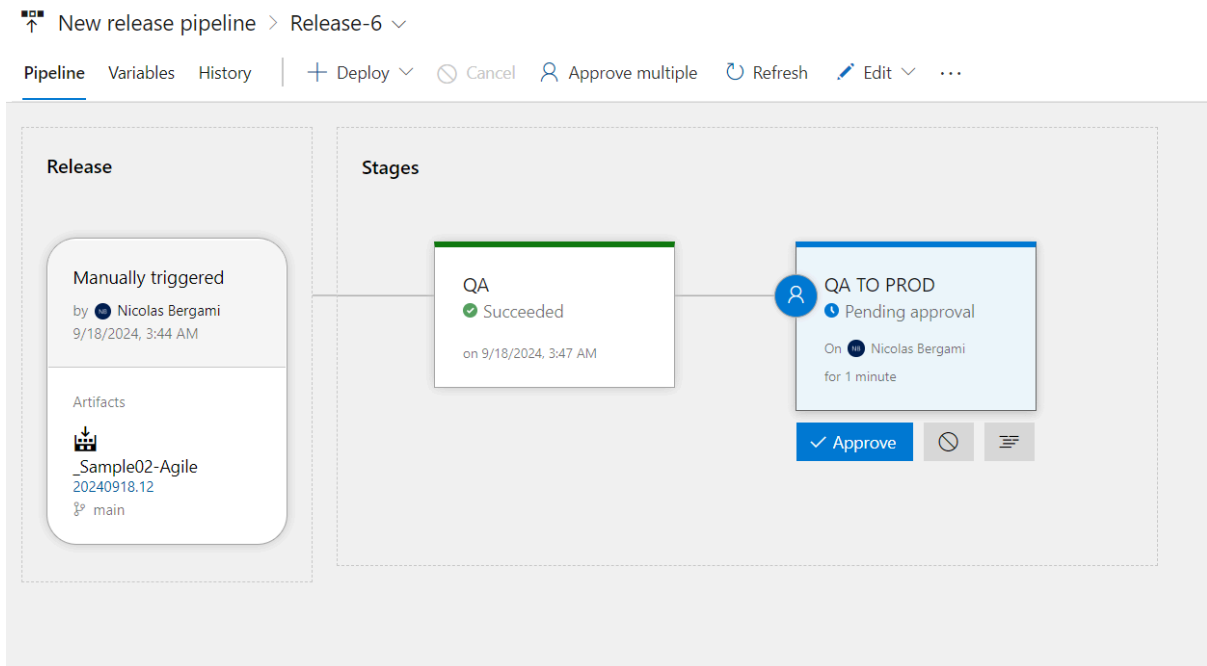 New release pipeline > Release-6
Pipeline Variables History + Deploy Cancel Approve multiple Refresh Edit ...
Release
Manually triggered
by NB Nicolas Bergami
9/18/2024, 3:44 AM
Artifacts
_Sample02-Agile
20240918.12
main
Stages
QA
Succeeded
on 9/18/2024, 3:47 AM
QA TO PROD
Pending approval
On NB Nicolas Bergami
for 1 minute
Approve